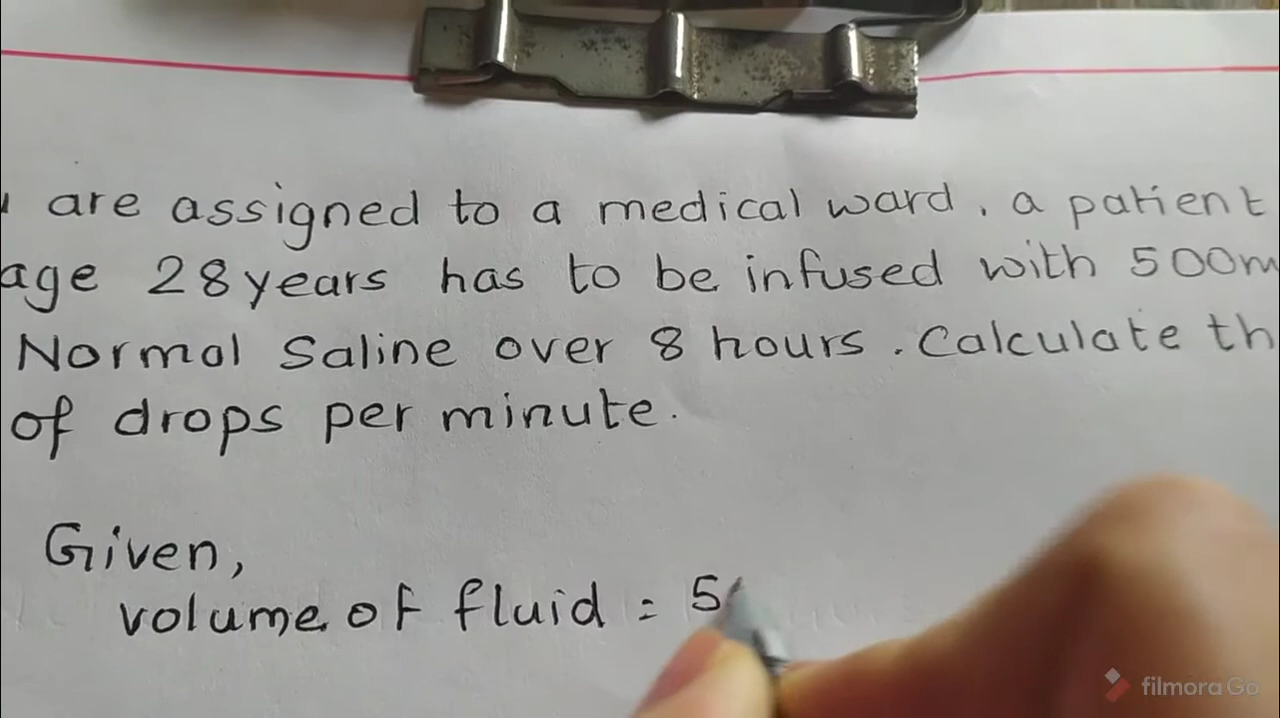 are assigned to a medical ward. a patient
age 28 years has to be infused with 500m
Normal Saline over 8 hours. Calculate th
of drops per minute.
Given,
volume of fluid = 5
filmora Go